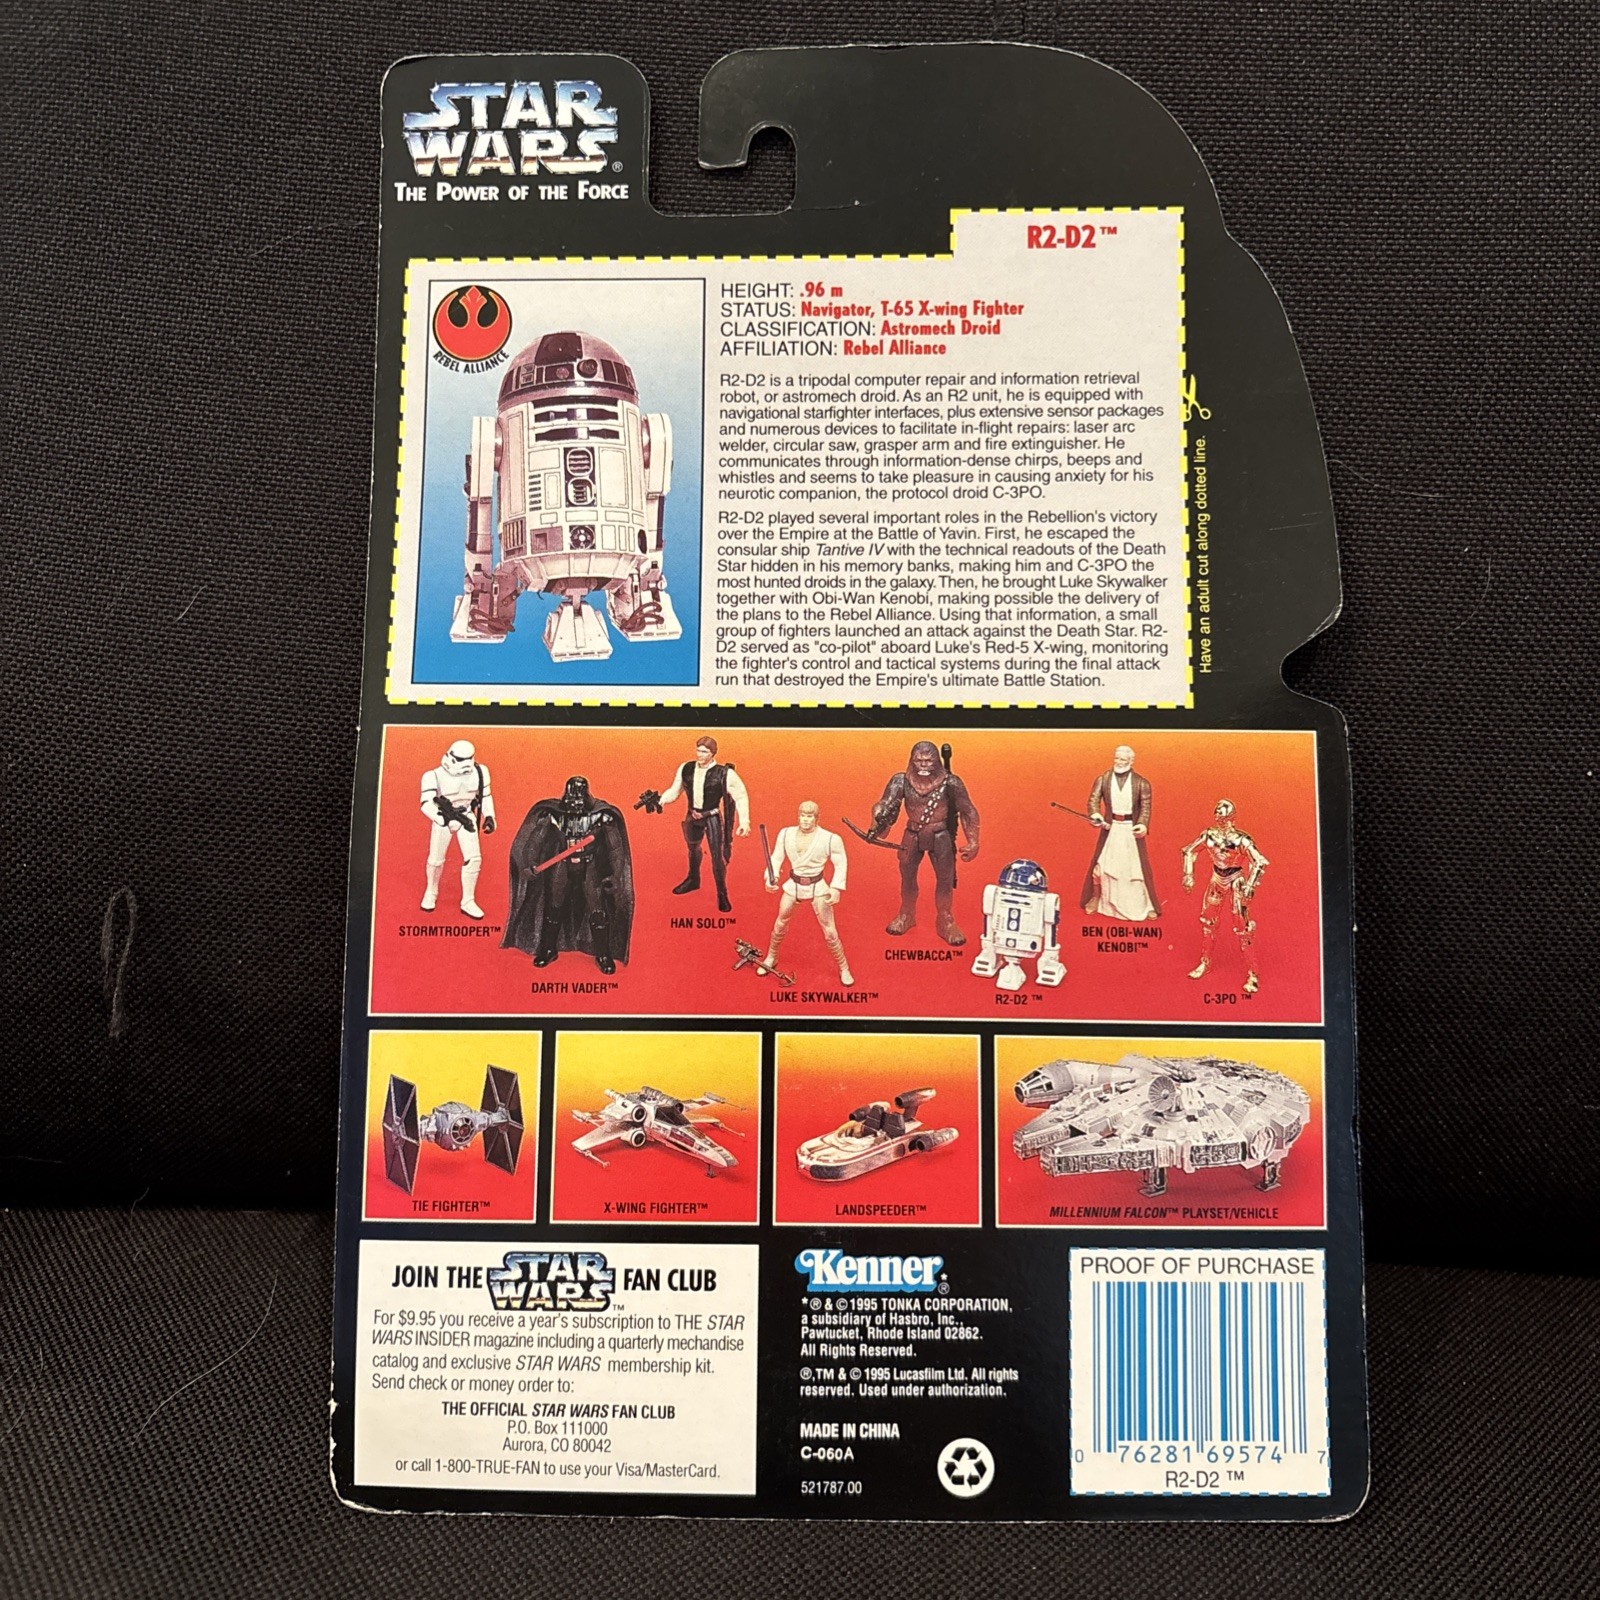 STAR
WARS®
THE POWER OF THE FORCE
R2-D2™
REBEL ALLIANCE
HEIGHT: .96 m
STATUS: Navigator, T-65 X-wing Fighter
CLASSIFICATION: Astromech Droid
AFFILIATION: Rebel Alliance
R2-D2 is a tripodal computer repair and information retrieval
robot, or astromech droid. As an R2 unit, he is equipped with
navigational starfighter interfaces, plus extensive sensor packages
and numerous devices to facilitate in-flight repairs: laser arc
welder, circular saw, grasper arm and fire extinguisher. He
communicates through information-dense chirps, beeps and
whistles and seems to take pleasure in causing anxiety for his
neurotic companion, the protocol droid C-3PO.
R2-D2 played several important roles in the Rebellion's victory
over the Empire at the Battle of Yavin. First, he escaped the
consular ship Tantive IV with the technical readouts of the Death
Star hidden in his memory banks, making him and C-3PO the
most hunted droids in the galaxy. Then, he brought Luke Skywalker
together with Obi-Wan Kenobi, making possible the delivery of
the plans to the Rebel Alliance. Using that information, a small
group of fighters launched an attack against the Death Star. R2-
D2 served as "co-pilot" aboard Luke's Red-5 X-wing, monitoring
the fighter's control and tactical systems during the final attack
run that destroyed the Empire's ultimate Battle Station.
Have an adult cut along dotted line.
STORMTROOPER™
DARTH VADER™
HAN SOLO™
LUKE SKYWALKER™
CHEWBACCA™
R2-D2 ™
BEN (OBI-WAN)
KENOBI™
C-3PO ™
TIE FIGHTER™
X-WING FIGHTER™
LANDSPEEDER™
MILLENNIUM FALCON™ PLAYSET/VEHICLE
JOIN THE STAR WARS™ FAN CLUB
For $9.95 you receive a year's subscription to THE STAR
WARS INSIDER magazine including a quarterly mechandise
catalog and exclusive STAR WARS membership kit.
Send check or money order to:
THE OFFICIAL STAR WARS FAN CLUB
P.O. Box 111000
Aurora, CO 80042
or call 1-800-TRUE-FAN to use your Visa/MasterCard.
Kenner*®
*® & © 1995 TONKA CORPORATION,
a subsidiary of Hasbro, Inc.,
Pawtucket, Rhode Island 02862.
All Rights Reserved.
®,TM & © 1995 Lucasfilm Ltd. All rights
reserved. Used under authorization.
MADE IN CHINA
C-060A
521787.00
PROOF OF PURCHASE
0 76281 69574 7
R2-D2 ™